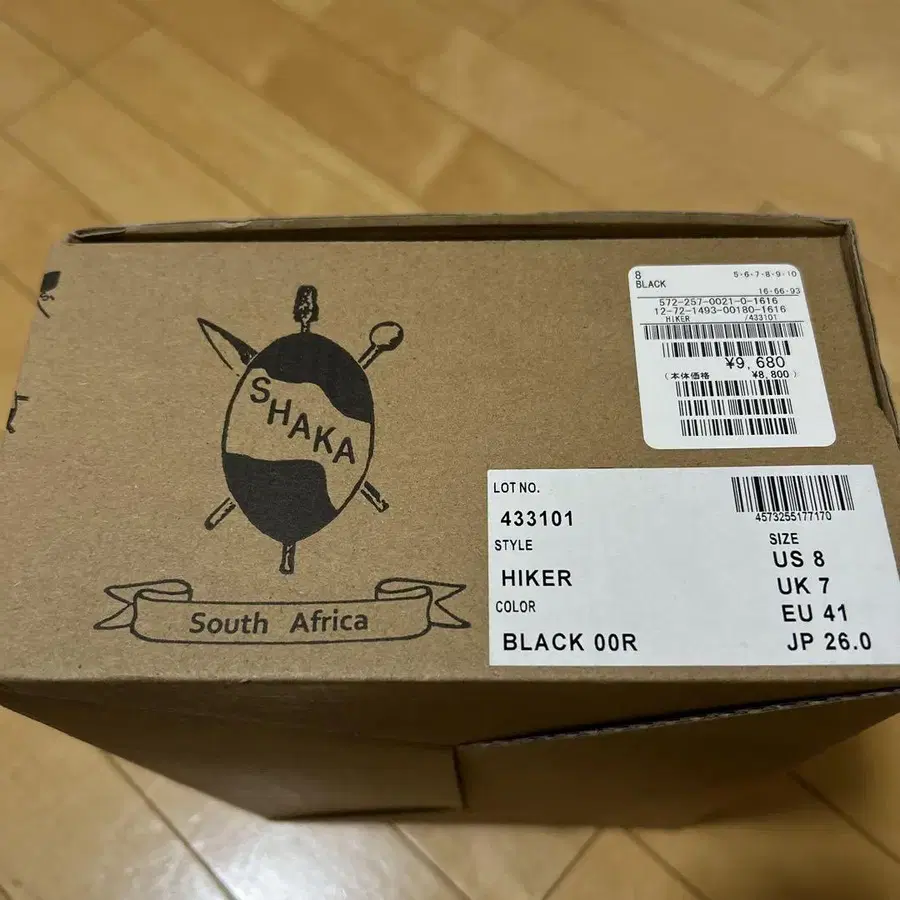 SHAKA
South Africa
8 5-6-7-8-9-10
BLACK
16-66-93
572-257-0021-0-1616
12-72-1493-00180-1616
HIKER /433101
¥9,680
(本体価格 ¥8,800)
LOT NO.
433101
4573255177170
STYLE
HIKER
COLOR
BLACK 00R
SIZE
US 8
UK 7
EU 41
JP 26.0